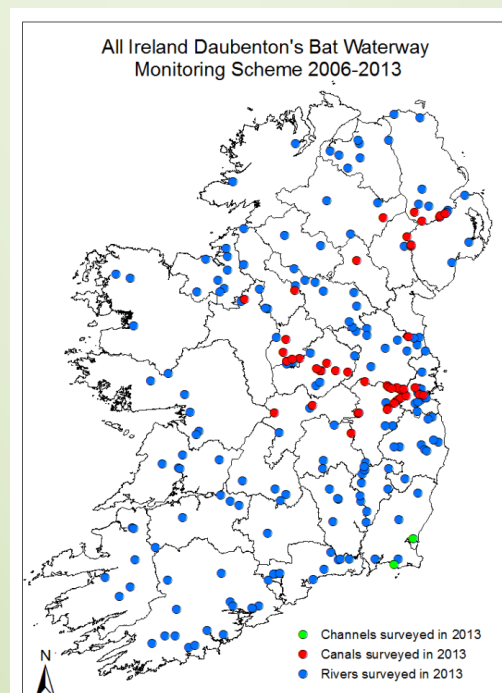 All Ireland Daubenton's Bat Waterway
Monitoring Scheme 2006-2013
Channels surveyed in 2013
Canals surveyed in 2013
Rivers surveyed in 2013
N